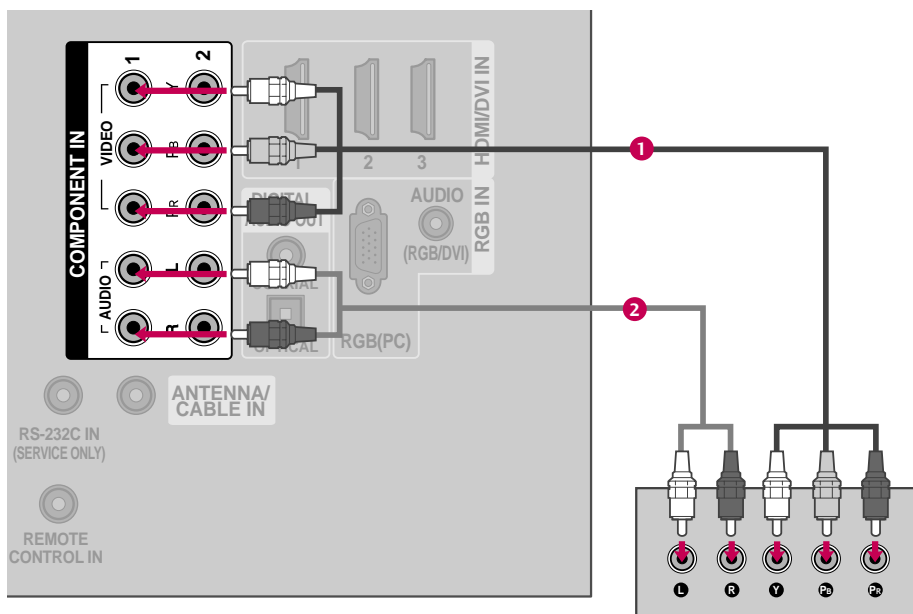 COMPONENT IN
VIDEO
AUDIO
1
2
Y
PB
PR
L
R
HDMI/DVI IN
1
2
3
RGB IN
DIGITAL
OUT
OPTICAL
RGB(PC)
AUDIO
(RGB/DVI)
ANTENNA/
CABLE IN
RS-232C IN
(SERVICE ONLY)
REMOTE
CONTROL IN
1
2
L
R
Y
PB
PR